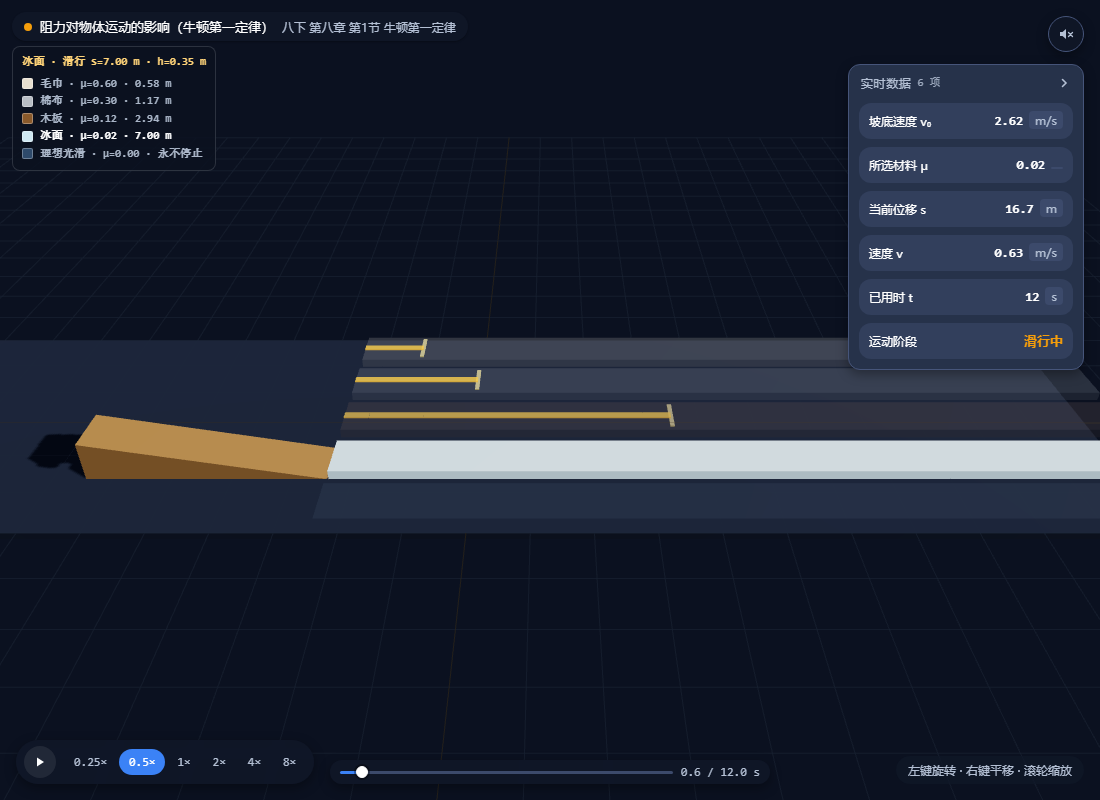 阻力对物体运动的影响（牛顿第一定律） 八下 第八章 第1节 牛顿第一定律
冰面 · 滑行 s=7.00 m · h=0.35 m
毛巾 · μ=0.60 · 0.58 m
棉布 · μ=0.30 · 1.17 m
木板 · μ=0.12 · 2.94 m
冰面 · μ=0.02 · 7.00 m
理想光滑 · μ=0.00 · 永不停止
实时数据 6 项
坡底速度 v₀ 2.62 m/s
所选材料 μ 0.02 —
当前位移 s 16.7 m
速度 v 0.63 m/s
已用时 t 12 s
运动阶段 滑行中
0.25× 0.5× 1× 2× 4× 8×
0.6 / 12.0 s
左键旋转 · 右键平移 · 滚轮缩放